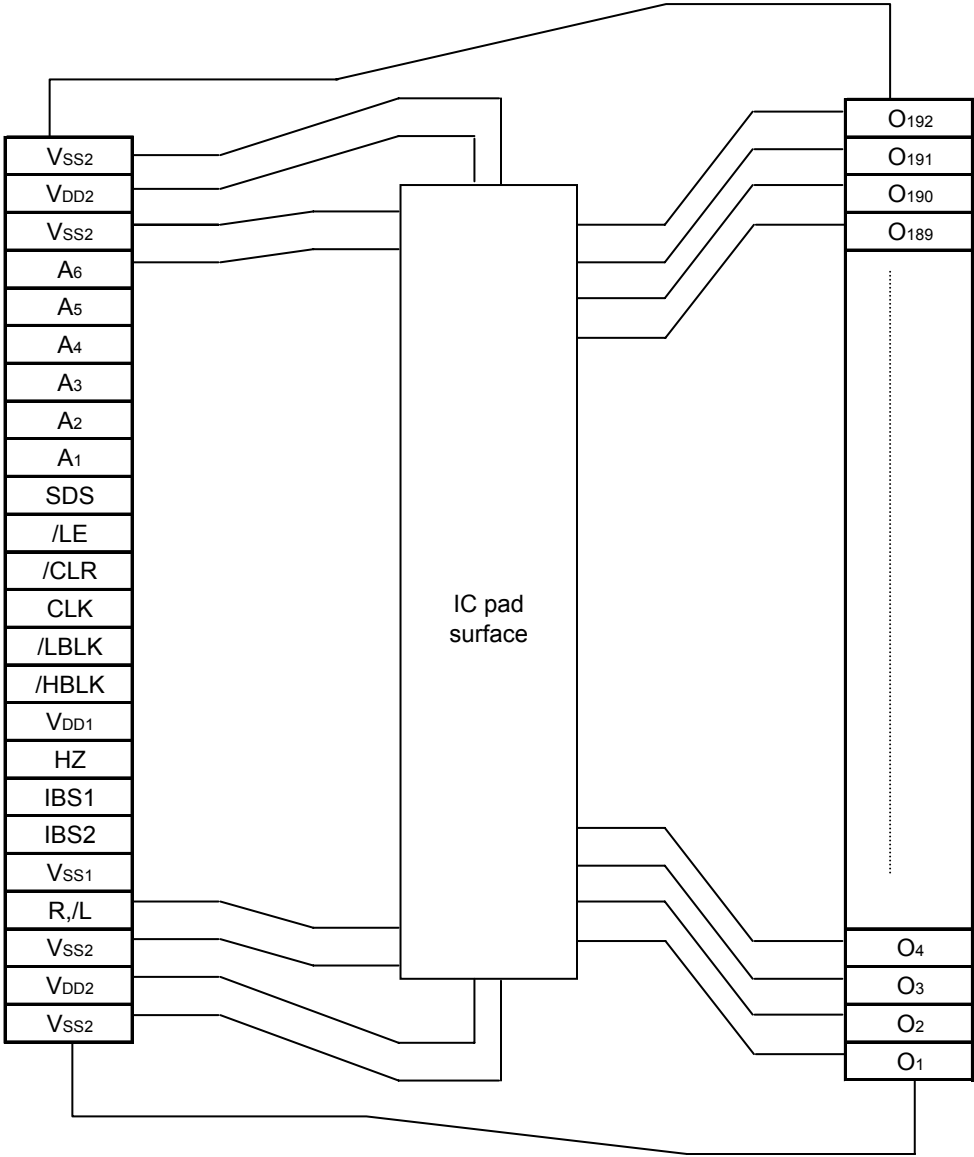 VSS2
VDD2
VSS2
A6
A5
A4
A3
A2
A1
SDS
/LE
/CLR
CLK
/LBLK
/HBLK
VDD1
HZ
IBS1
IBS2
VSS1
R,/L
VSS2
VDD2
VSS2
IC pad
surface
O192
O191
O190
O189
O4
O3
O2
O1